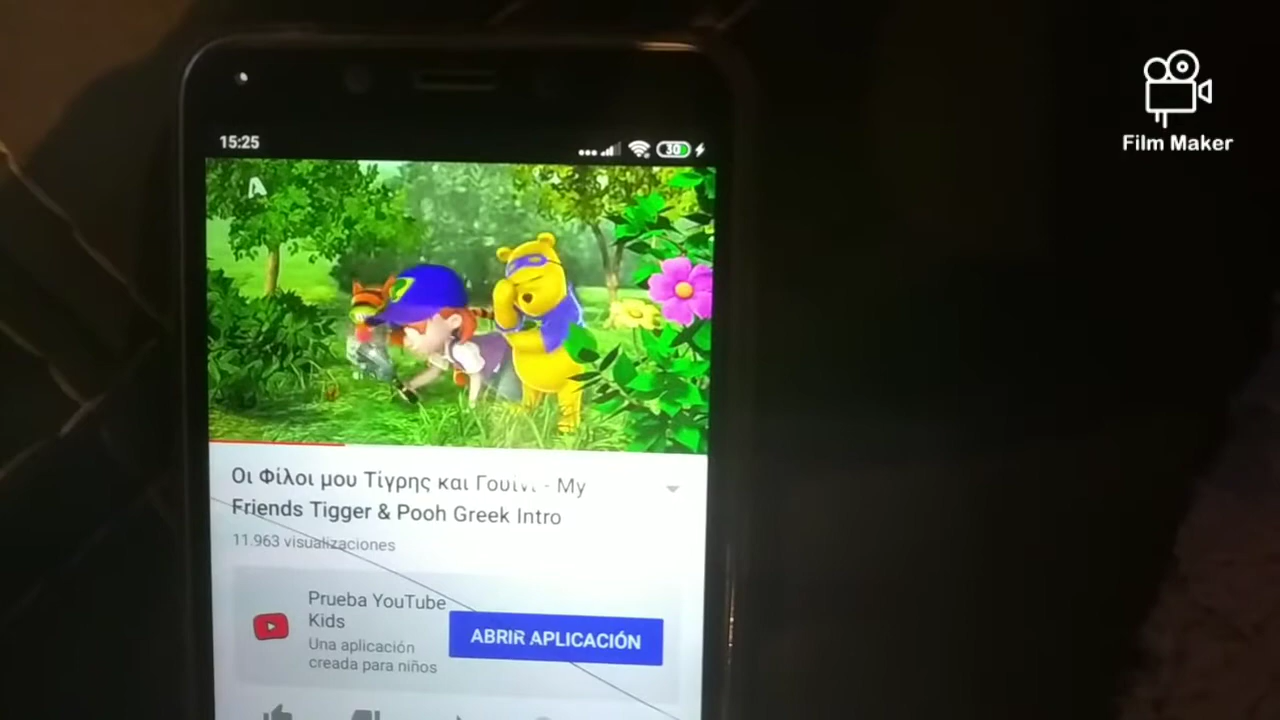 Film Maker
15:25
30
A
Οι Φίλοι μου Τίγρης και Γουίνι - My
Friends Tigger & Pooh Greek Intro
11.963 visualizaciones
Prueba YouTube
Kids
Una aplicación
creada para niños
ABRIR APLICACIÓN